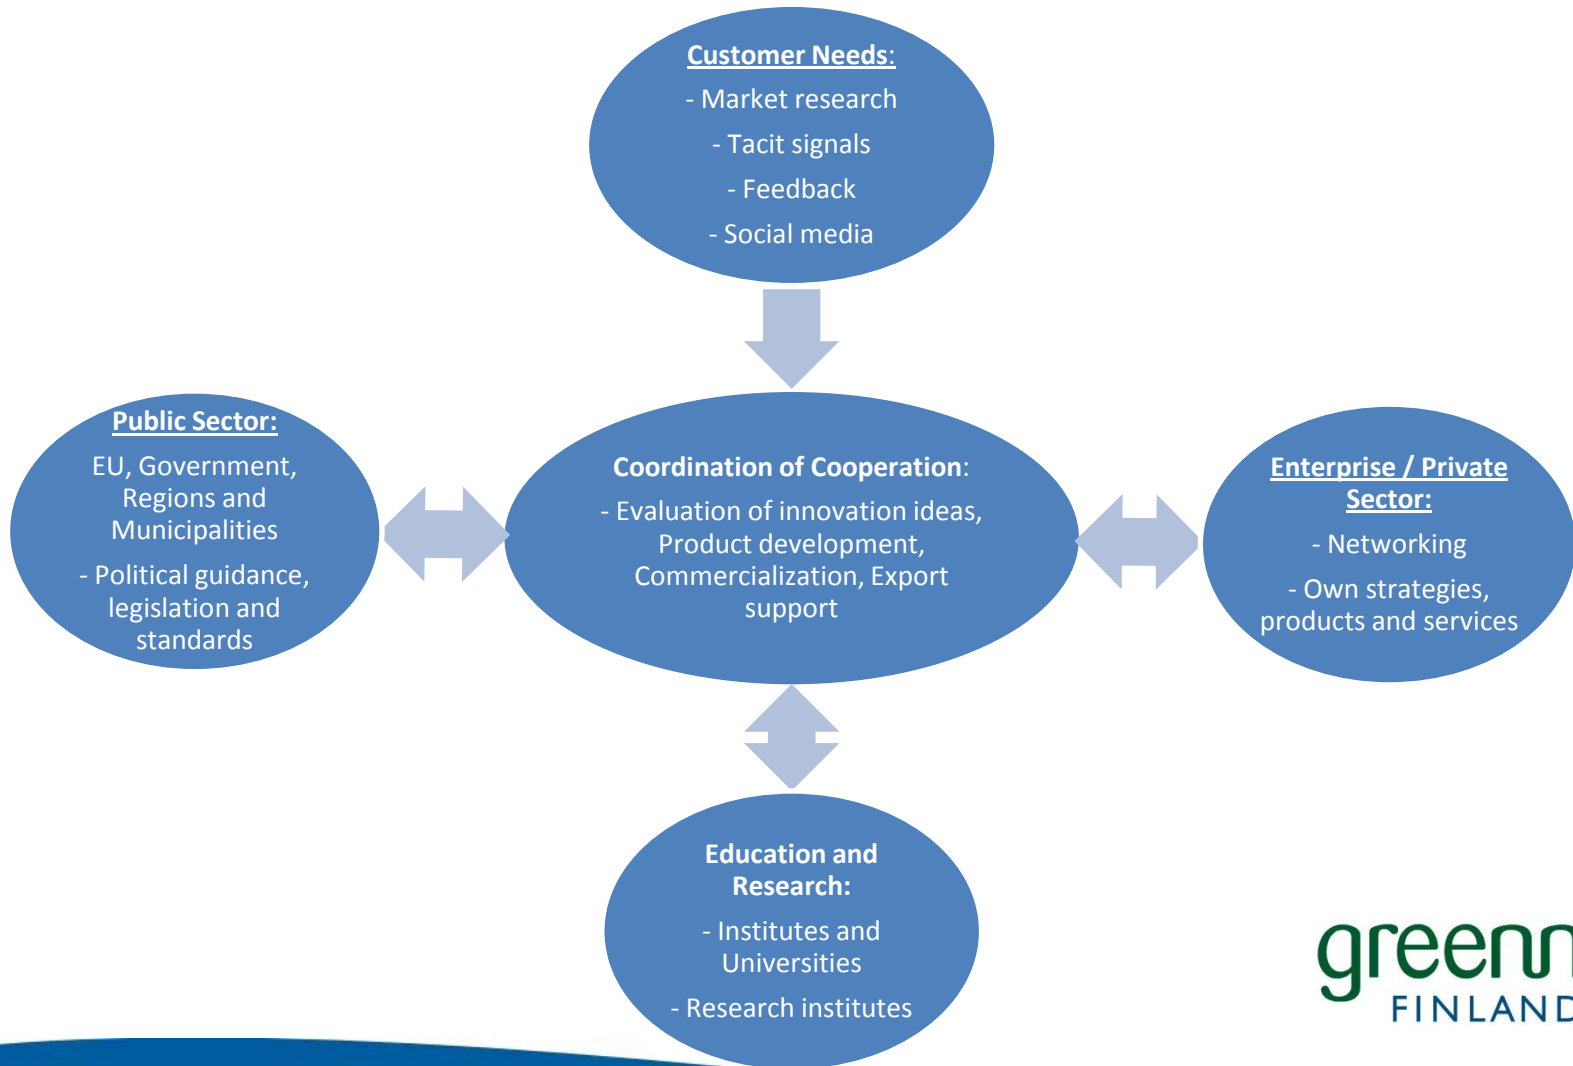 Customer Needs:
- Market research
- Tacit signals
- Feedback
- Social media
Public Sector:
EU, Government,
Regions and
Municipalities
- Political guidance,
legislation and
standards
Coordination of Cooperation:
- Evaluation of innovation ideas,
Product development,
Commercialization, Export
support
Enterprise / Private
Sector:
- Networking
- Own strategies,
products and services
Education and
Research:
- Institutes and
Universities
- Research institutes
greenn
FINLAND